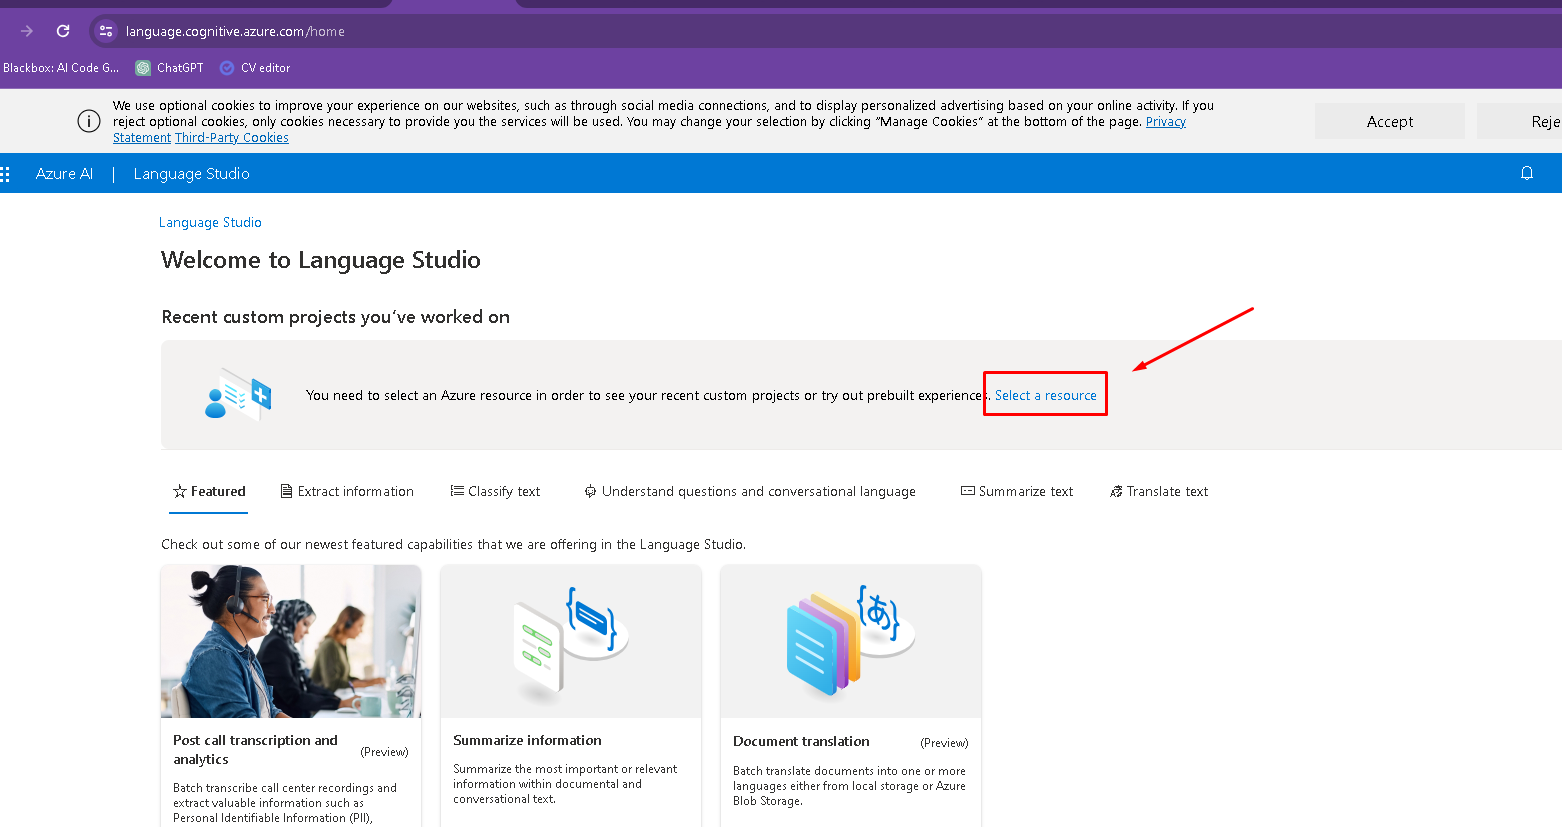 language.cognitive.azure.com/home
Blackbox: AI Code G... ChatGPT CV editor
We use optional cookies to improve your experience on our websites, such as through social media connections, and to display personalized advertising based on your online activity. If you
reject optional cookies, only cookies necessary to provide you the services will be used. You may change your selection by clicking "Manage Cookies" at the bottom of the page. Privacy
Statement Third-Party Cookies
Accept
Reje
Azure AI | Language Studio
Language Studio
Welcome to Language Studio
Recent custom projects you've worked on
You need to select an Azure resource in order to see your recent custom projects or try out prebuilt experiences. Select a resource
Featured Extract information Classify text Understand questions and conversational language Summarize text Translate text
Check out some of our newest featured capabilities that we are offering in the Language Studio.
Post call transcription and
analytics
(Preview)
Batch transcribe call center recordings and
extract valuable information such as
Personal Identifiable Information (PII),
Summarize information
Summarize the most important or relevant
information within documental and
conversational text.
Document translation (Preview)
Batch translate documents into one or more
languages either from local storage or Azure
Blob Storage.
あ